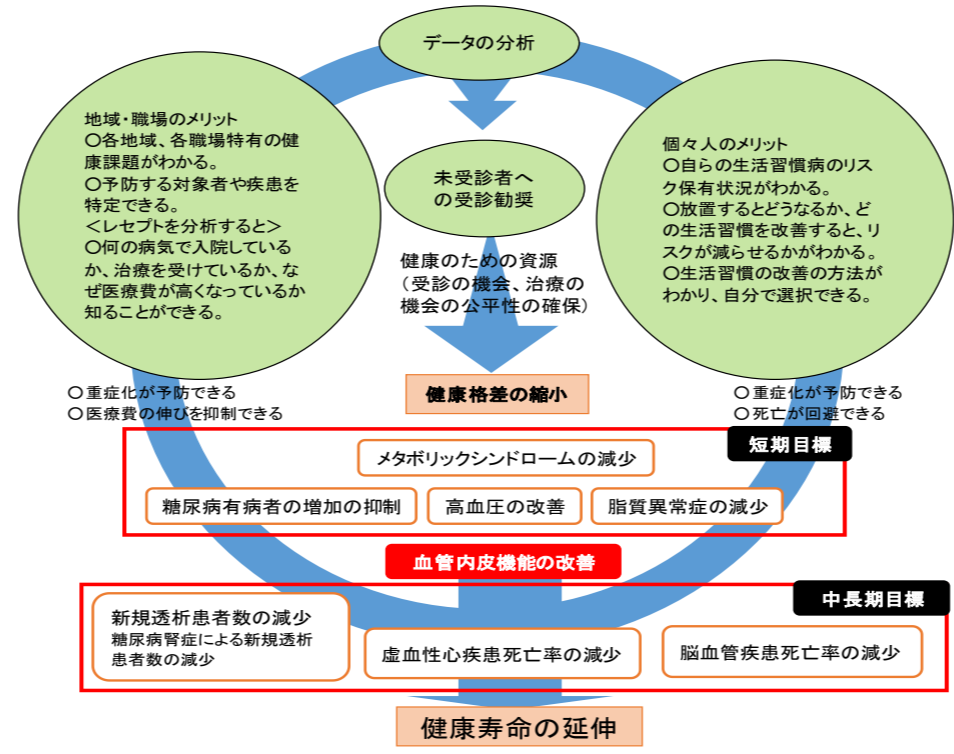 データの分析
地域・職場のメリット
〇各地域、各職場特有の健
康課題がわかる。
〇予防する対象者や疾患を
特定できる。
＜レセプトを分析すると＞
〇何の病気で入院している
か、治療を受けているか、な
ぜ医療費が高くなっているか
知ることができる。
未受診者へ
の受診勧奨
個々人のメリット
〇自らの生活習慣病のリス
ク保有状況がわかる。
〇放置するとどうなるか、ど
の生活習慣を改善すると、リ
スクが減らせるかがわかる。
〇生活習慣の改善の方法が
わかり、自分で選択できる。
健康のための資源
（受診の機会、治療の
機会の公平性の確保）
〇重症化が予防できる
〇医療費の伸びを抑制できる
健康格差の縮小
〇重症化が予防できる
〇死亡が回避できる
短期目標
メタボリックシンドロームの減少
糖尿病有病者の増加の抑制
高血圧の改善
脂質異常症の減少
血管内皮機能の改善
中長期目標
新規透析患者数の減少
糖尿病腎症による新規透析
患者数の減少
虚血性心疾患死亡率の減少
脳血管疾患死亡率の減少
健康寿命の延伸